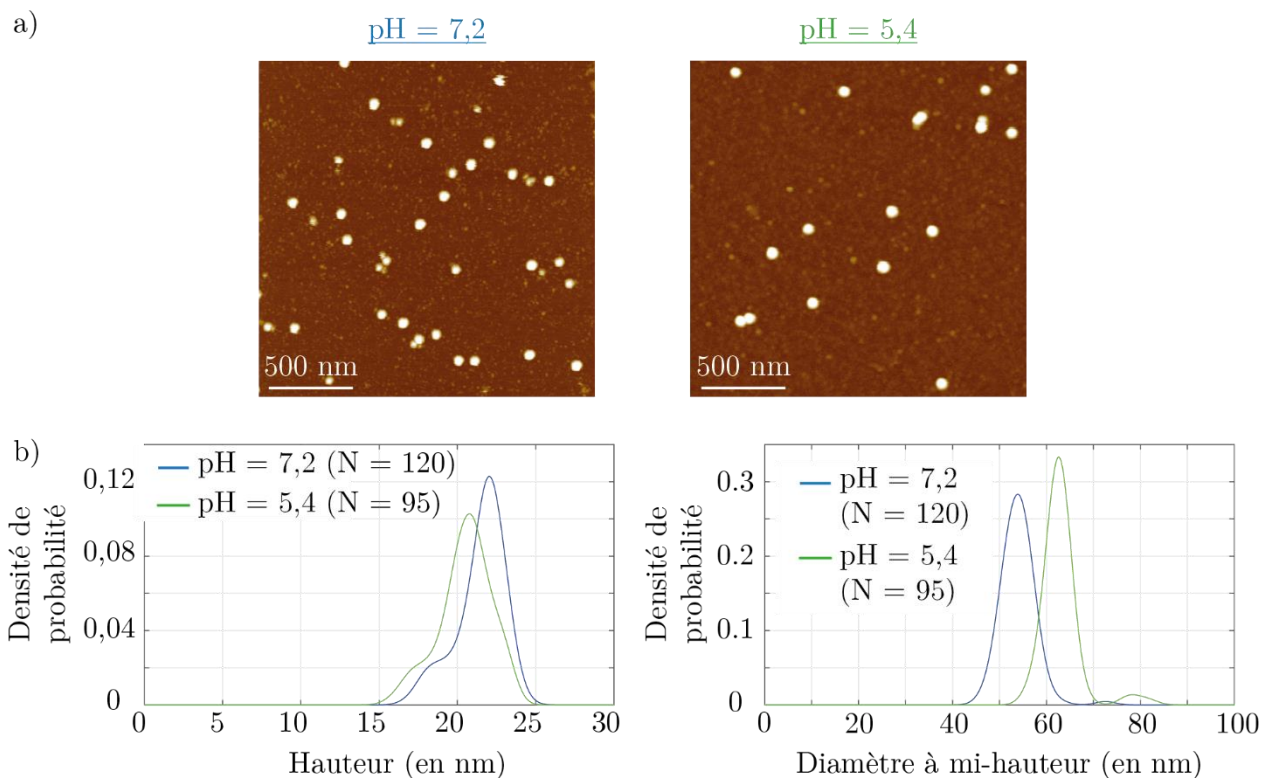 a)
pH = 7,2
pH = 5,4
500 nm
500 nm
b)
Densité de
probabilité
0,12
0,08
0,04
0
pH = 7,2 (N = 120)
pH = 5,4 (N = 95)
0 5 10 15 20 25 30
Hauteur (en nm)
Densité de
probabilité
0.3
0.2
0.1
0
pH = 7,2
(N = 120)
pH = 5,4
(N = 95)
0 20 40 60 80 100
Diamètre à mi-hauteur (en nm)